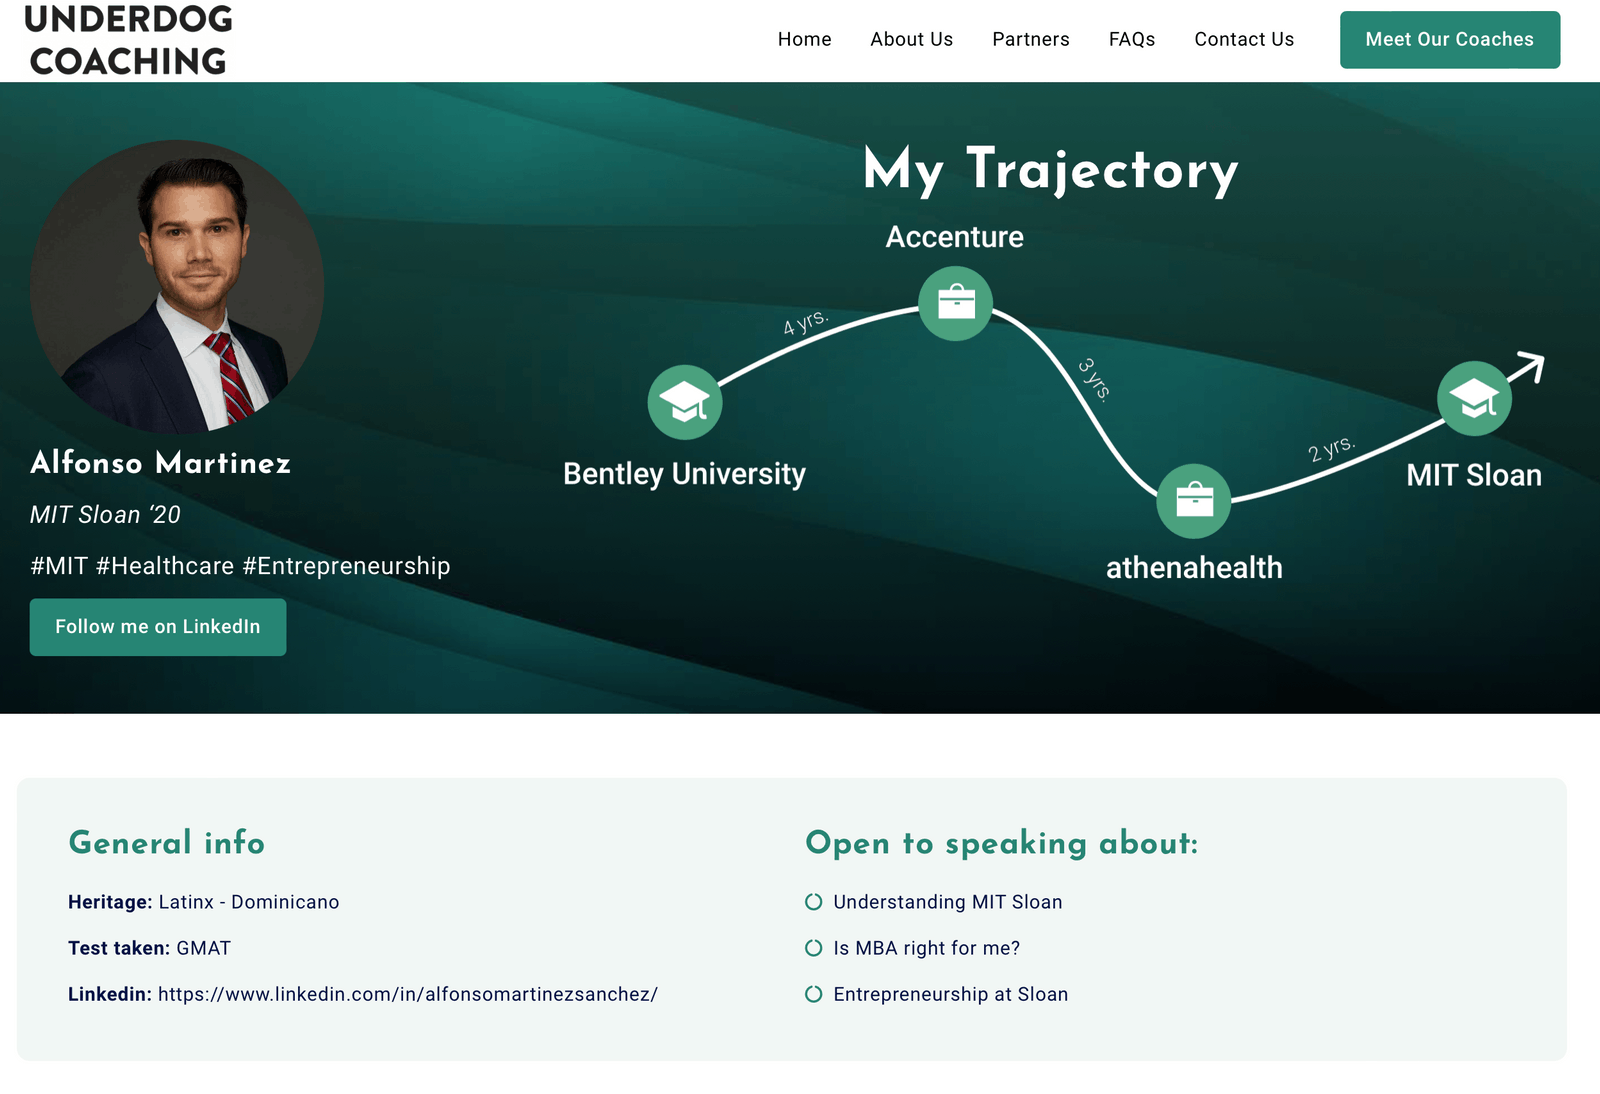 UNDERDOG
COACHING
Home
About Us
Partners
FAQs
Contact Us
Meet Our Coaches
Alfonso Martinez
MIT Sloan ‘20
#MIT #Healthcare #Entrepreneurship
Follow me on LinkedIn
My Trajectory
Bentley University
4 yrs.
Accenture
3 yrs.
athenahealth
2 yrs.
MIT Sloan
General info
Heritage: Latinx - Dominicano
Test taken: GMAT
Linkedin: https://www.linkedin.com/in/alfonsomartinezsanchez/
Open to speaking about:
Understanding MIT Sloan
Is MBA right for me?
Entrepreneurship at Sloan